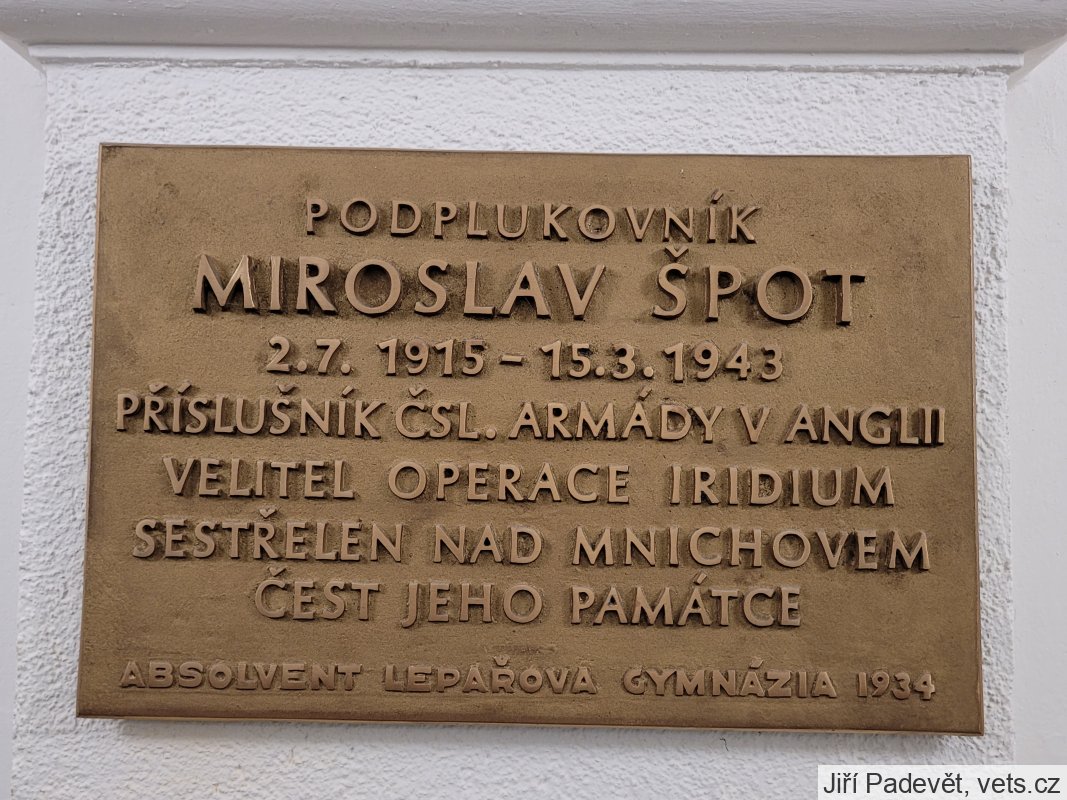 PODPLUKOVNÍK
MIROSLAV ŠPOT
2.7. 1915 – 15.3.1943
PŘÍSLUŠNÍK ČSL. ARMÁDY V ANGLII
VELITEL OPERACE IRIDIUM
SESTŘELEN NAD MNICHOVEM
ČEST JEHO PAMÁTCE
ABSOLVENT LEPAŘOVA GYMNÁZIA 1934
Jiří Padevět, vets.cz